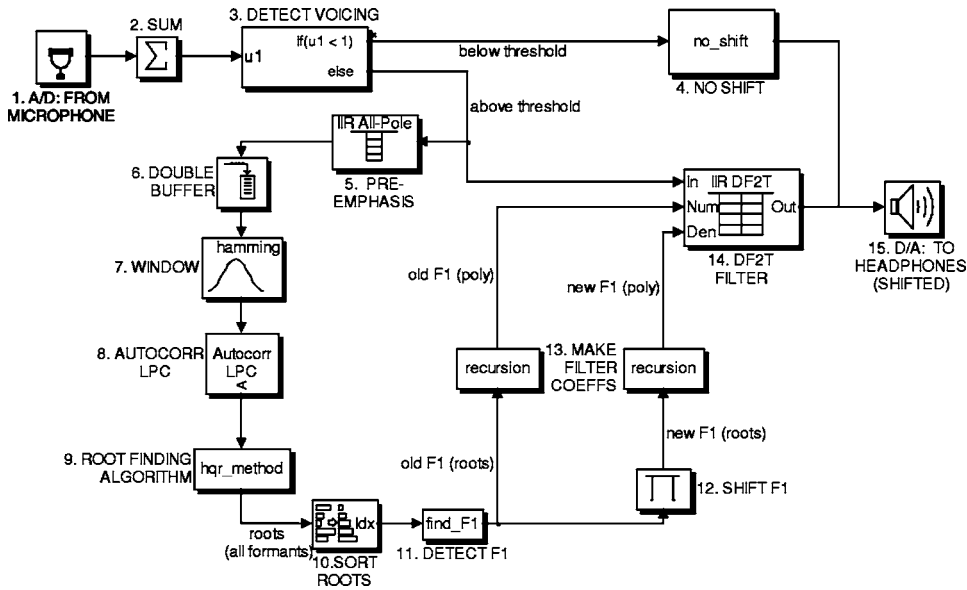 1. A/D: FROM
MICROPHONE
2. SUM
Σ
3. DETECT VOICING
u1
If(u1 < 1)
else
below threshold
above threshold
no_shift
4. NO SHIFT
IIR All-Pole
5. PRE-
EMPHASIS
6. DOUBLE
BUFFER
hamming
7. WINDOW
8. AUTOCORR
LPC
Autocorr
LPC
A
9. ROOT FINDING
ALGORITHM
hqr_method
roots
(all formants)
Idx
10.SORT
ROOTS
find_F1
11. DETECT F1
12. SHIFT F1
old F1 (roots)
new F1 (roots)
recursion
13. MAKE
FILTER
COEFFS
recursion
old F1 (poly)
new F1 (poly)
In
Num
Den
IIR DF2T
Out
14. DF2T
FILTER
15. D/A: TO
HEADPHONES
(SHIFTED)